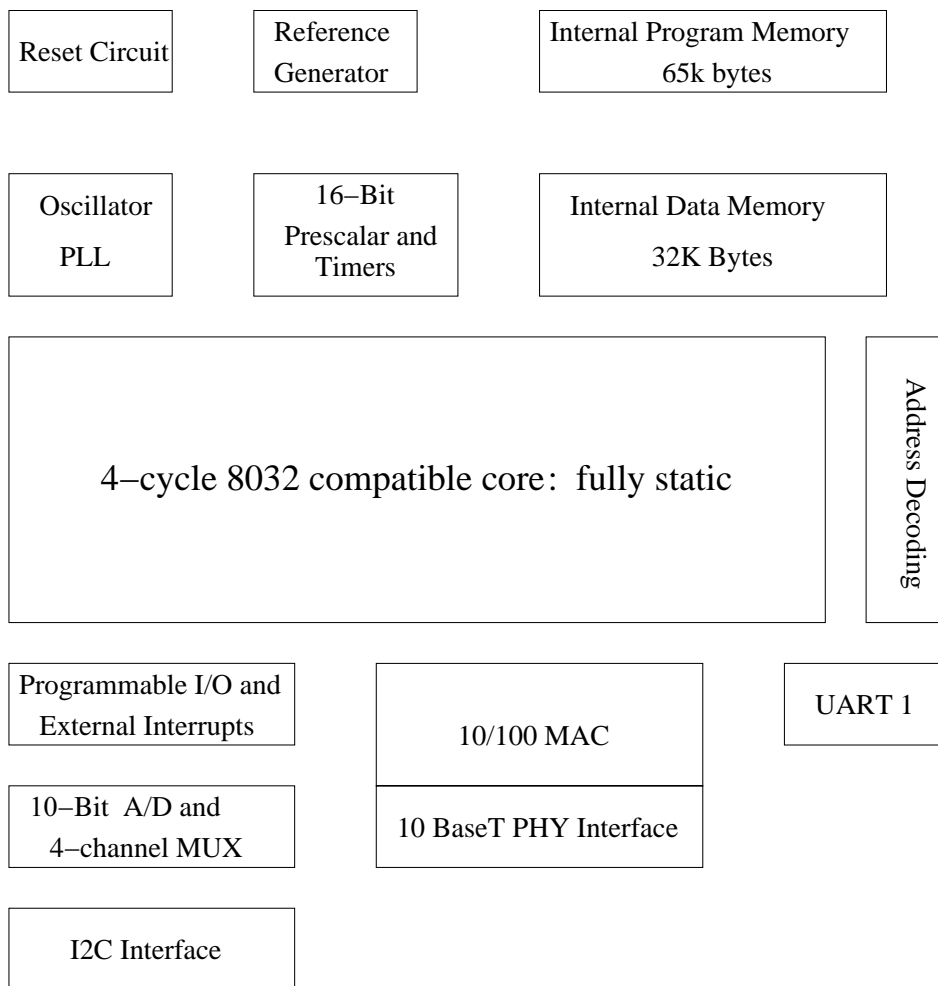 Reset Circuit
Reference
Generator
Internal Program Memory
65k bytes
Oscillator
PLL
16−Bit
Prescalar and
Timers
Internal Data Memory
32K Bytes
4−cycle 8032 compatible core: fully static
Address Decoding
Programmable I/O and
External Interrupts
10/100 MAC
UART 1
10−Bit A/D and
4−channel MUX
10 BaseT PHY Interface
I2C Interface